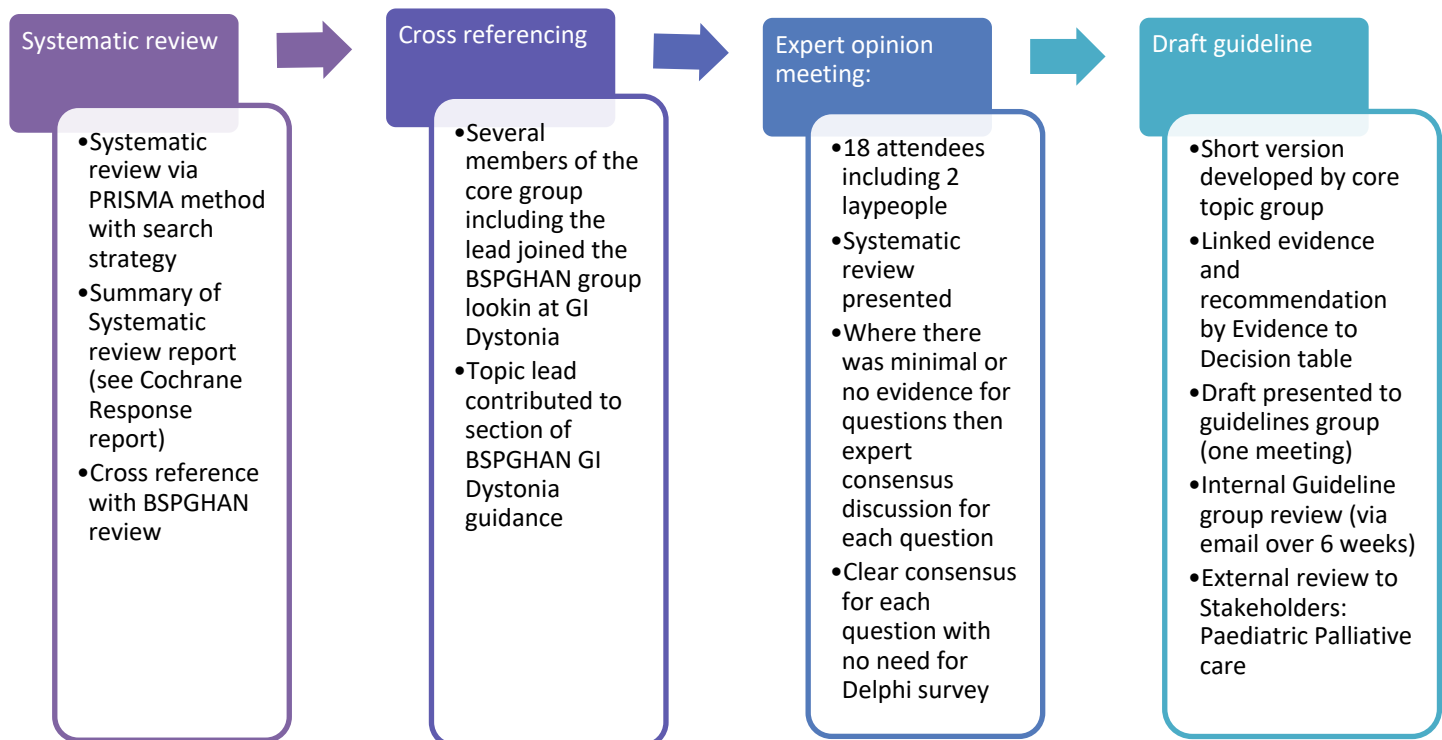 Systematic review
•Systematic
review via
PRISMA method
with search
strategy
•Summary of
Systematic
review report
(see Cochrane
Response
report)
•Cross reference
with BSPGHAN
review
Cross referencing
•Several
members of the
core group
including the
lead joined the
BSPGHAN group
lookin at GI
Dystonia
•Topic lead
contributed to
section of
BSPGHAN GI
Dystonia
guidance
Expert opinion
meeting:
•18 attendees
including 2
laypeople
•Systematic
review
presented
•Where there
was minimal or
no evidence for
questions then
expert
consensus
discussion for
each question
•Clear consensus
for each
question with
no need for
Delphi survey
Draft guideline
•Short version
developed by core
topic group
•Linked evidence
and
recommendation
by Evidence to
Decision table
•Draft presented to
guidelines group
(one meeting)
•Internal Guideline
group review (via
email over 6 weeks)
•External review to
Stakeholders:
Paediatric Palliative
care